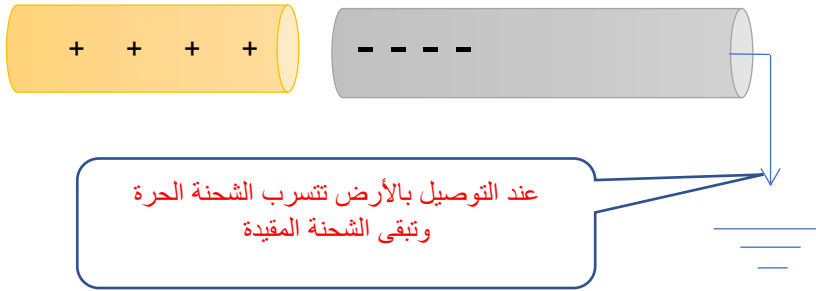 + + + +
- - - -
عند التوصيل بالأرض تتسرب الشحنة الحرة
وتبقى الشحنة المقيدة